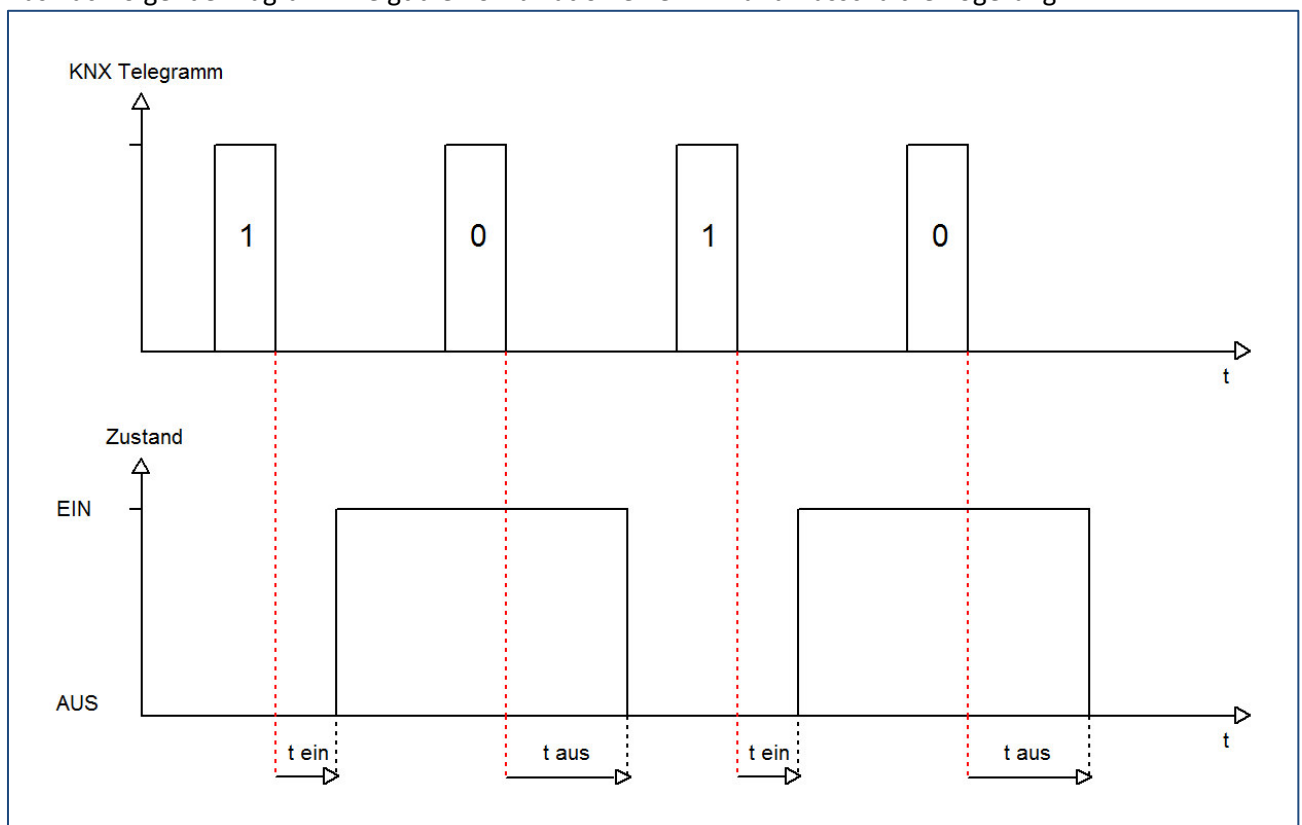 KNX Telegramm
1 0 1 0
t
Zustand
EIN
AUS
t
t ein t aus t ein t aus